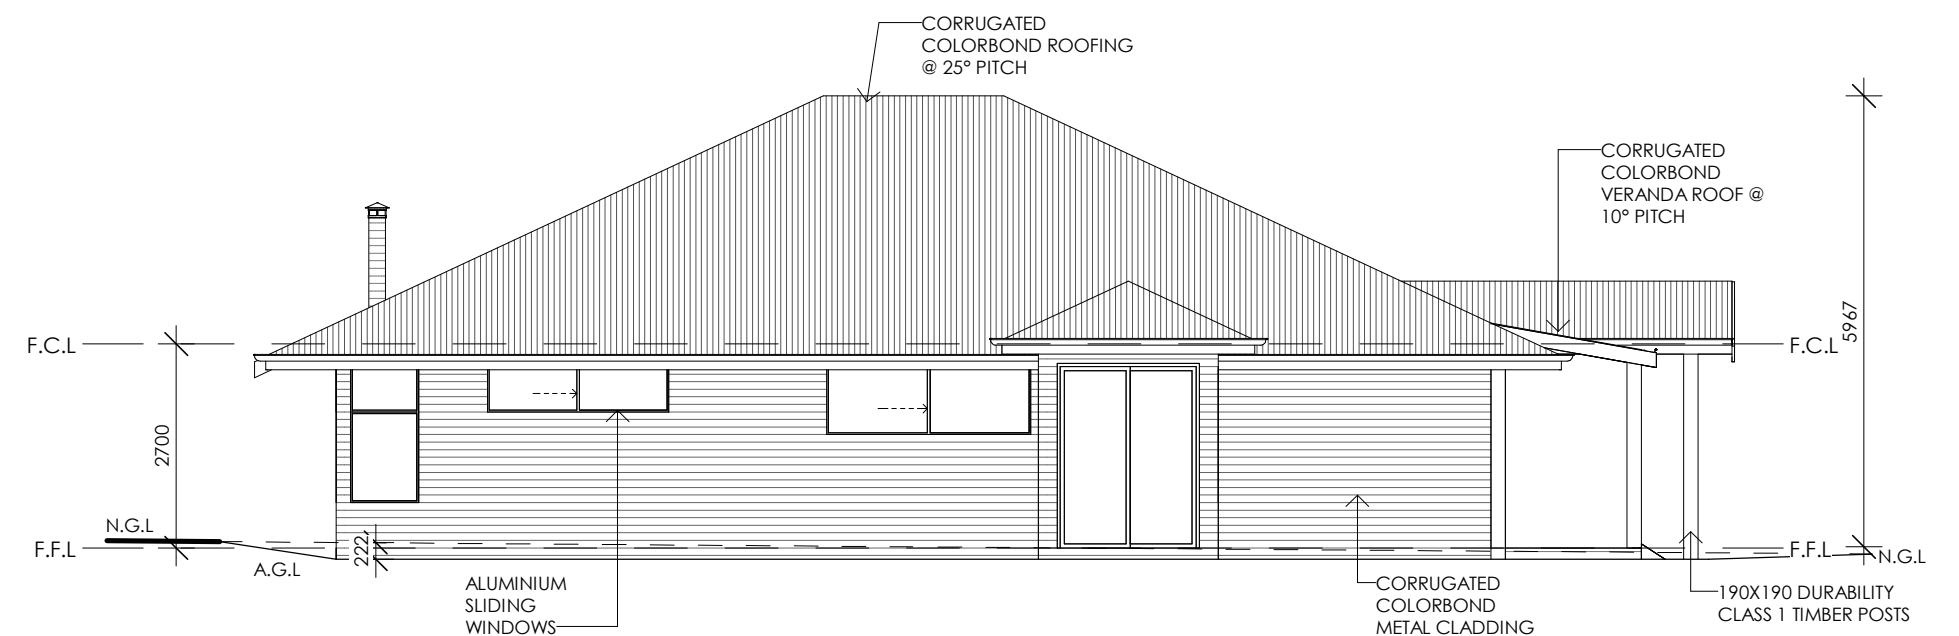 CORRUGATED
COLORBOND ROOFING
@ 25° PITCH
CORRUGATED
COLORBOND
VERANDA ROOF @
10° PITCH
5967
F.C.L
F.C.L
2700
N.G.L
F.F.L
A.G.L
222
F.F.L
N.G.L
ALUMINIUM
SLIDING
WINDOWS
CORRUGATED
COLORBOND
METAL CLADDING
190X190 DURABILITY
CLASS 1 TIMBER POSTS